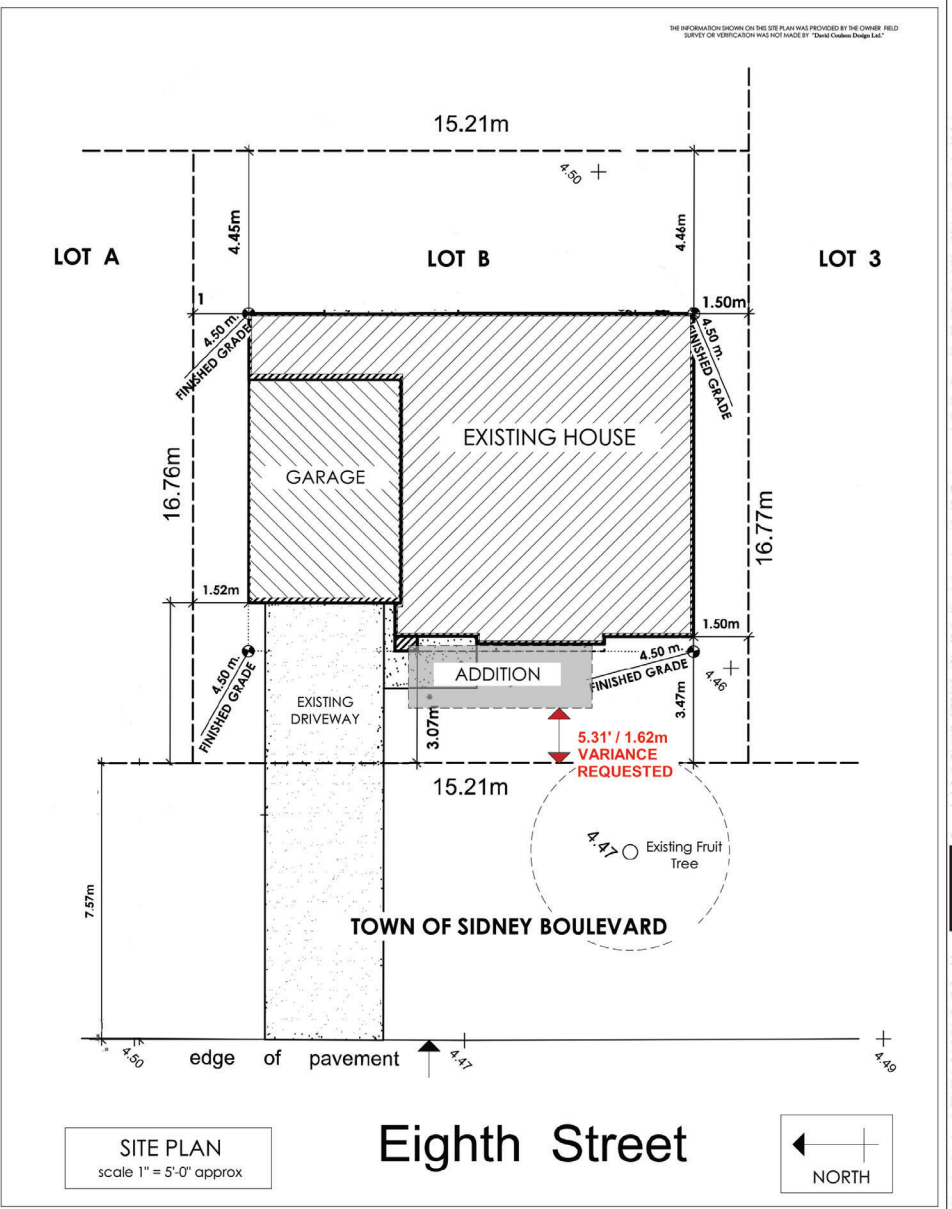 THE INFORMATION SHOWN ON THIS SITE PLAN WAS PROVIDED BY THE OWNER FIELD
SURVEY OR VERIFICATION WAS NOT MADE BY "David Coulson Design Ltd."
15.21m
4.50
4.45m
4.46m
LOT A
LOT B
LOT 3
1
1.50m
4.50 m.
FINISHED GRADE
4.50 m.
FINISHED GRADE
EXISTING HOUSE
GARAGE
16.76m
16.77m
1.52m
1.50m
4.50 m.
FINISHED GRADE
4.50 m.
FINISHED GRADE
4.46
ADDITION
EXISTING
DRIVEWAY
3.07m
3.47m
5.31' / 1.62m
VARIANCE
REQUESTED
15.21m
4.47
Existing Fruit
Tree
7.57m
TOWN OF SIDNEY BOULEVARD
4.50
edge of pavement
4.47
4.49
SITE PLAN
scale 1" = 5'-0" approx
Eighth Street
NORTH